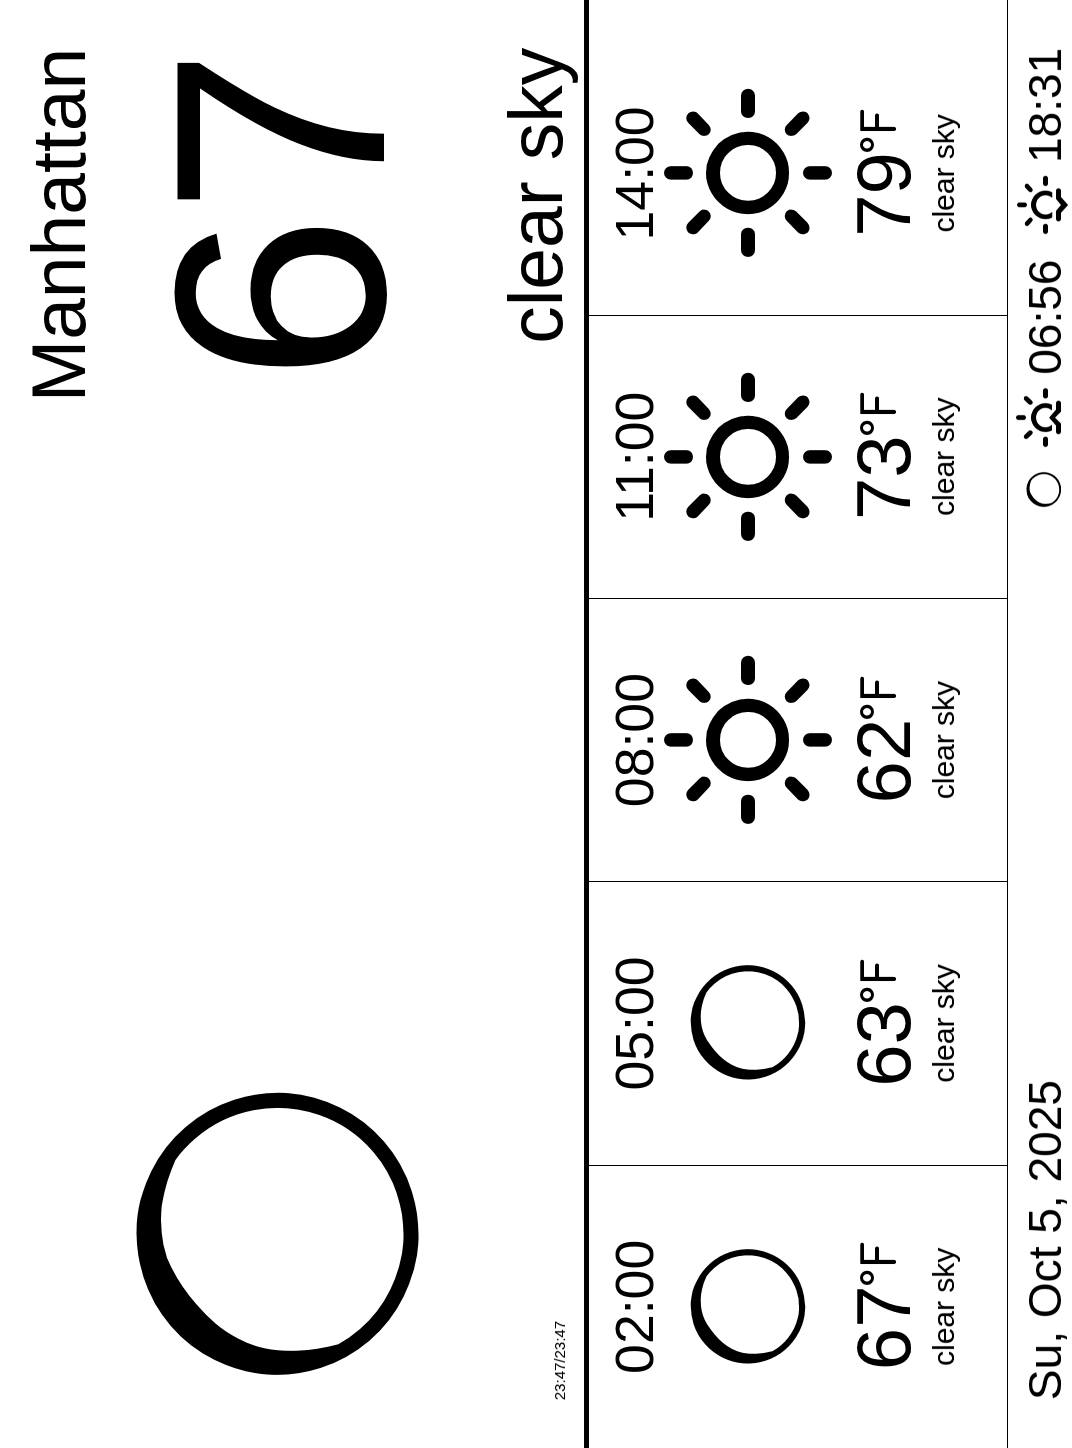 Manhattan
67
clear sky
23:47/23:47
02:00 05:00 08:00 11:00 14:00
67°F 63°F 62°F 73°F 79°F
clear sky clear sky clear sky clear sky clear sky
Su, Oct 5, 2025 06:56 18:31